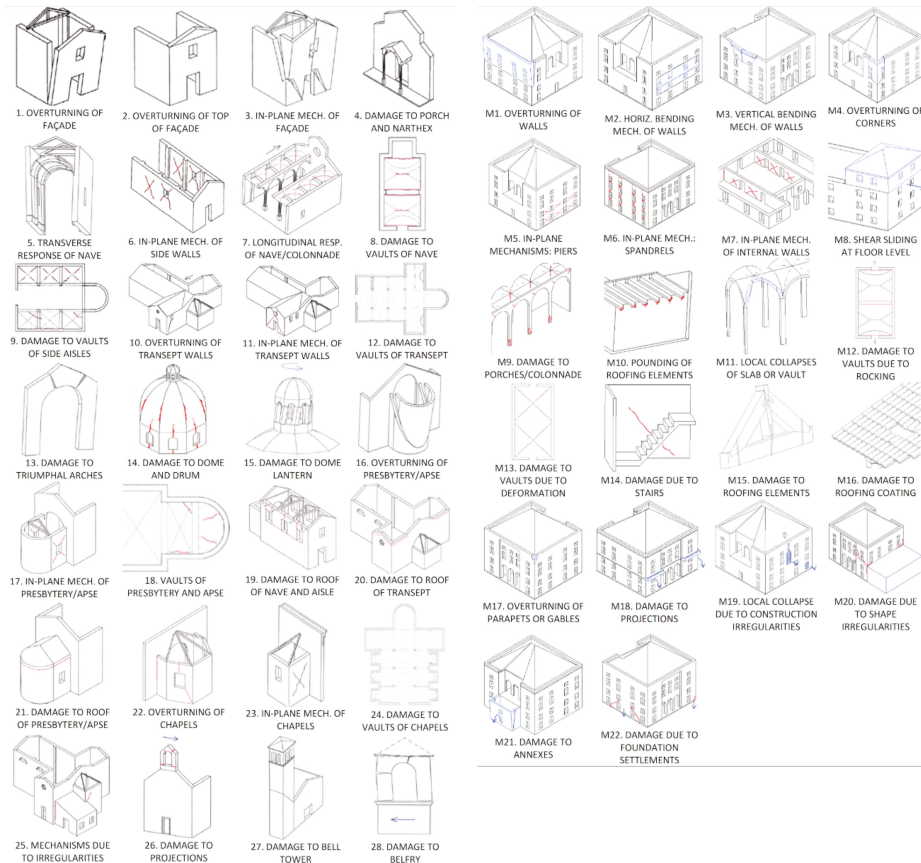 1. OVERTURNING OF
FAÇADE
2. OVERTURNING OF TOP
OF FAÇADE
3. IN-PLANE MECH. OF
FAÇADE
4. DAMAGE TO PORCH
AND NARTHEX
5. TRANSVERSE
RESPONSE OF NAVE
6. IN-PLANE MECH. OF
SIDE WALLS
7. LONGITUDINAL RESP.
OF NAVE/COLONNADE
8. DAMAGE TO
VAULTS OF NAVE
9. DAMAGE TO VAULTS
OF SIDE AISLES
10. OVERTURNING OF
TRANSEPT WALLS
11. IN-PLANE MECH. OF
TRANSEPT WALLS
12. DAMAGE TO
VAULTS OF TRANSEPT
13. DAMAGE TO
TRIUMPHAL ARCHES
14. DAMAGE TO DOME
AND DRUM
15. DAMAGE TO DOME
LANTERN
16. OVERTURNING OF
PRESBYTERY/APSE
17. IN-PLANE MECH. OF
PRESBYTERY/APSE
18. VAULTS OF
PRESBYTERY AND APSE
19. DAMAGE TO ROOF
OF NAVE AND AISLE
20. DAMAGE TO ROOF
OF TRANSEPT
21. DAMAGE TO ROOF
OF PRESBYTERY/APSE
22. OVERTURNING OF
CHAPELS
23. IN-PLANE MECH. OF
CHAPELS
24. DAMAGE TO
VAULTS OF CHAPELS
25. MECHANISMS DUE
TO IRREGULARITIES
26. DAMAGE TO
PROJECTIONS
27. DAMAGE TO BELL
TOWER
28. DAMAGE TO
BELFRY
M1. OVERTURNING OF
WALLS
M2. HORIZ. BENDING
MECH. OF WALLS
M3. VERTICAL BENDING
MECH. OF WALLS
M4. OVERTURNING OF
CORNERS
M5. IN-PLANE
MECHANISMS: PIERS
M6. IN-PLANE MECH.:
SPANDRELS
M7. IN-PLANE MECH.
OF INTERNAL WALLS
M8. SHEAR SLIDING
AT FLOOR LEVEL
M9. DAMAGE TO
PORCHES/COLONNADE
M10. POUNDING OF
ROOFING ELEMENTS
M11. LOCAL COLLAPSES
OF SLAB OR VAULT
M12. DAMAGE TO
VAULTS DUE TO
ROCKING
M13. DAMAGE TO
VAULTS DUE TO
DEFORMATION
M14. DAMAGE DUE TO
STAIRS
M15. DAMAGE TO
ROOFING ELEMENTS
M16. DAMAGE TO
ROOFING COATING
M17. OVERTURNING OF
PARAPETS OR GABLES
M18. DAMAGE TO
PROJECTIONS
M19. LOCAL COLLAPSE
DUE TO CONSTRUCTION
IRREGULARITIES
M20. DAMAGE DUE
TO SHAPE
IRREGULARITIES
M21. DAMAGE TO
ANNEXES
M22. DAMAGE DUE TO
FOUNDATION
SETTLEMENTS